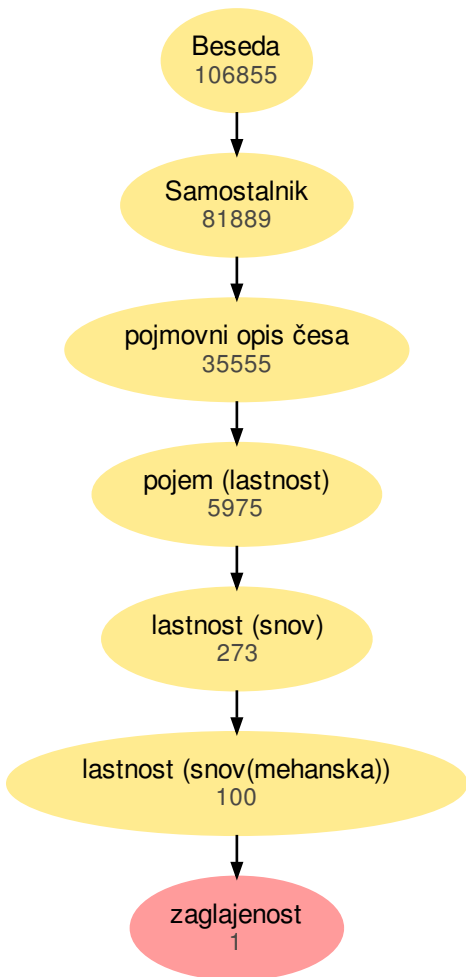 Beseda
106855
Samostalnik
81889
pojmovni opis česa
35555
pojem (lastnost)
5975
lastnost (snov)
273
lastnost (snov(mehanska))
100
zaglajenost
1